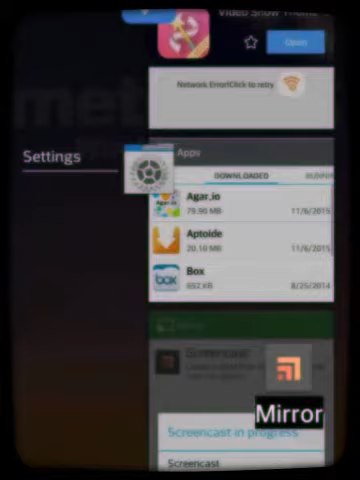 Video Show Theme
Open
Network Error!Click to retry
met
Settings
Apps
DOWNLOADED
Agar.io
79.90 MB
11/6/2015
Aptoide
20.10 MB
11/6/2015
Box
652 KB
8/25/2014
Screencast
Mirror
Screencast in progress
Screencast